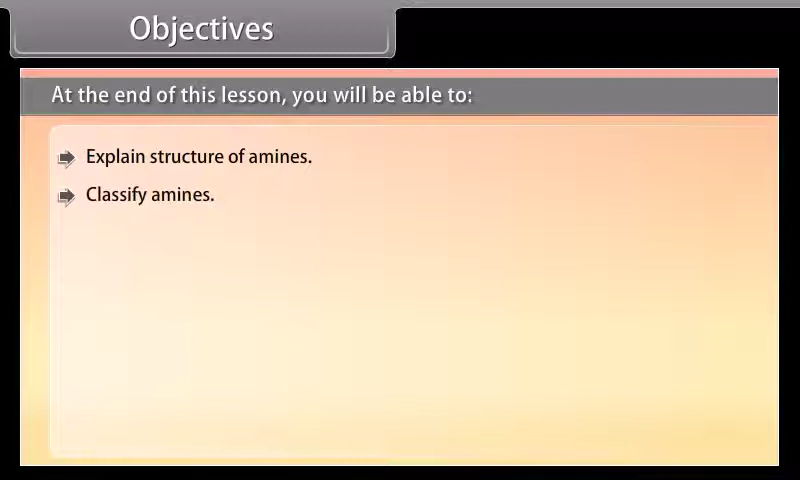 Objectives
At the end of this lesson, you will be able to:
Explain structure of amines.
Classify amines.